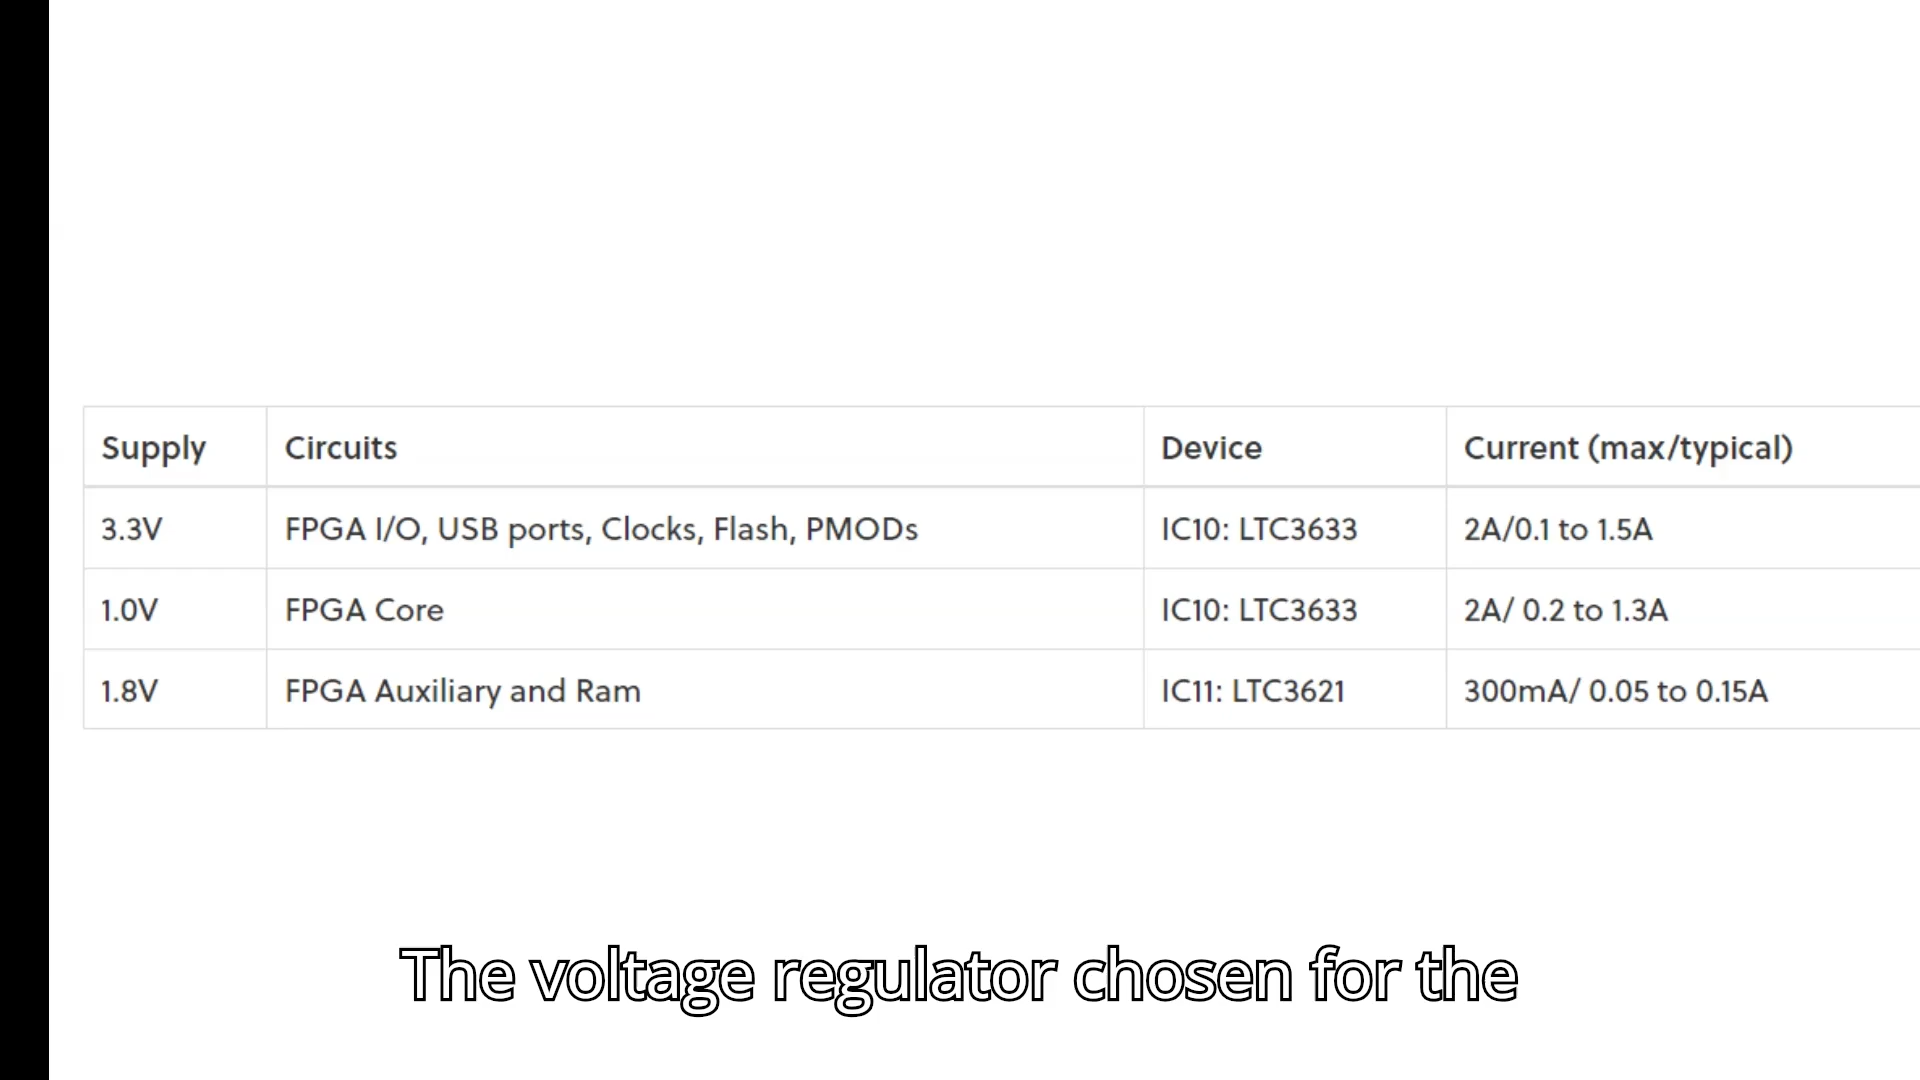 Supply Circuits Device Current (max/typical)
3.3V FPGA I/O, USB ports, Clocks, Flash, PMODs IC10: LTC3633 2A/0.1 to 1.5A
1.0V FPGA Core IC10: LTC3633 2A/ 0.2 to 1.3A
1.8V FPGA Auxiliary and Ram IC11: LTC3621 300mA/ 0.05 to 0.15A
The voltage regulator chosen for the